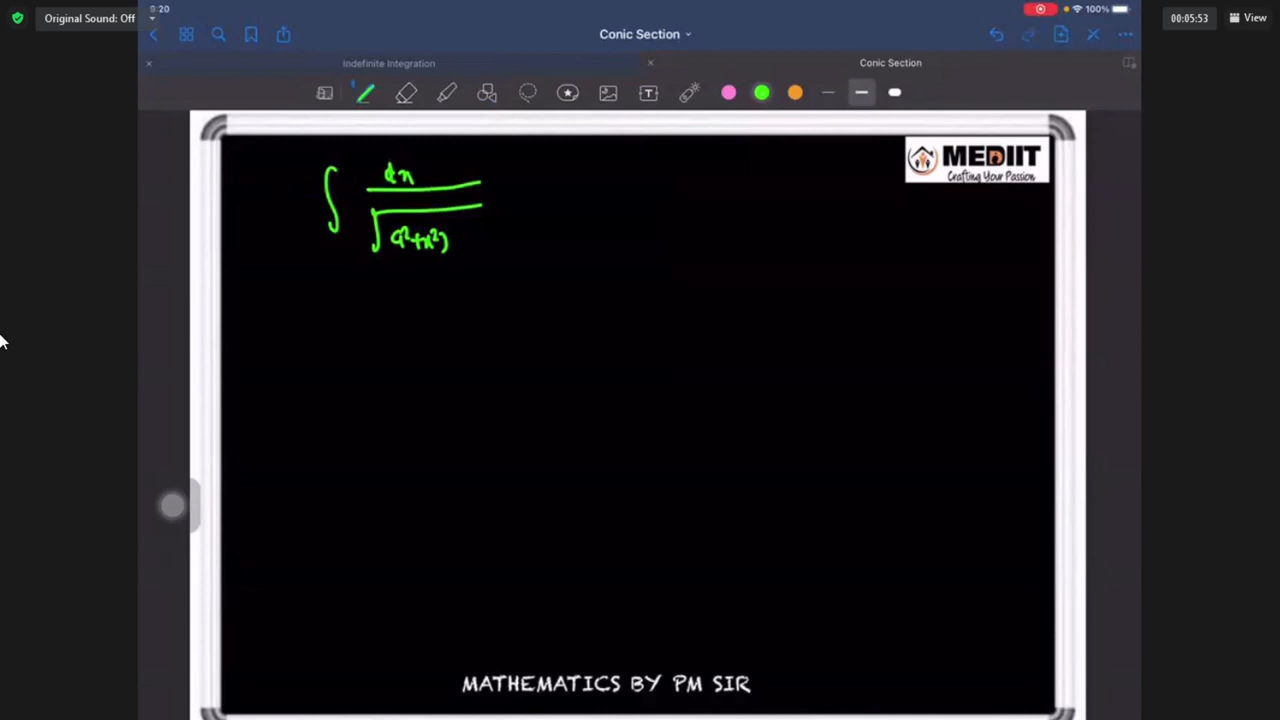 Original Sound: Off
:20
100%
00:05:53
View
Conic Section
Indefinite Integration
Conic Section
T
MEDIIT
Crafting Your Passion
∫ dx
√(a²+x²)
MATHEMATICS BY PM SIR